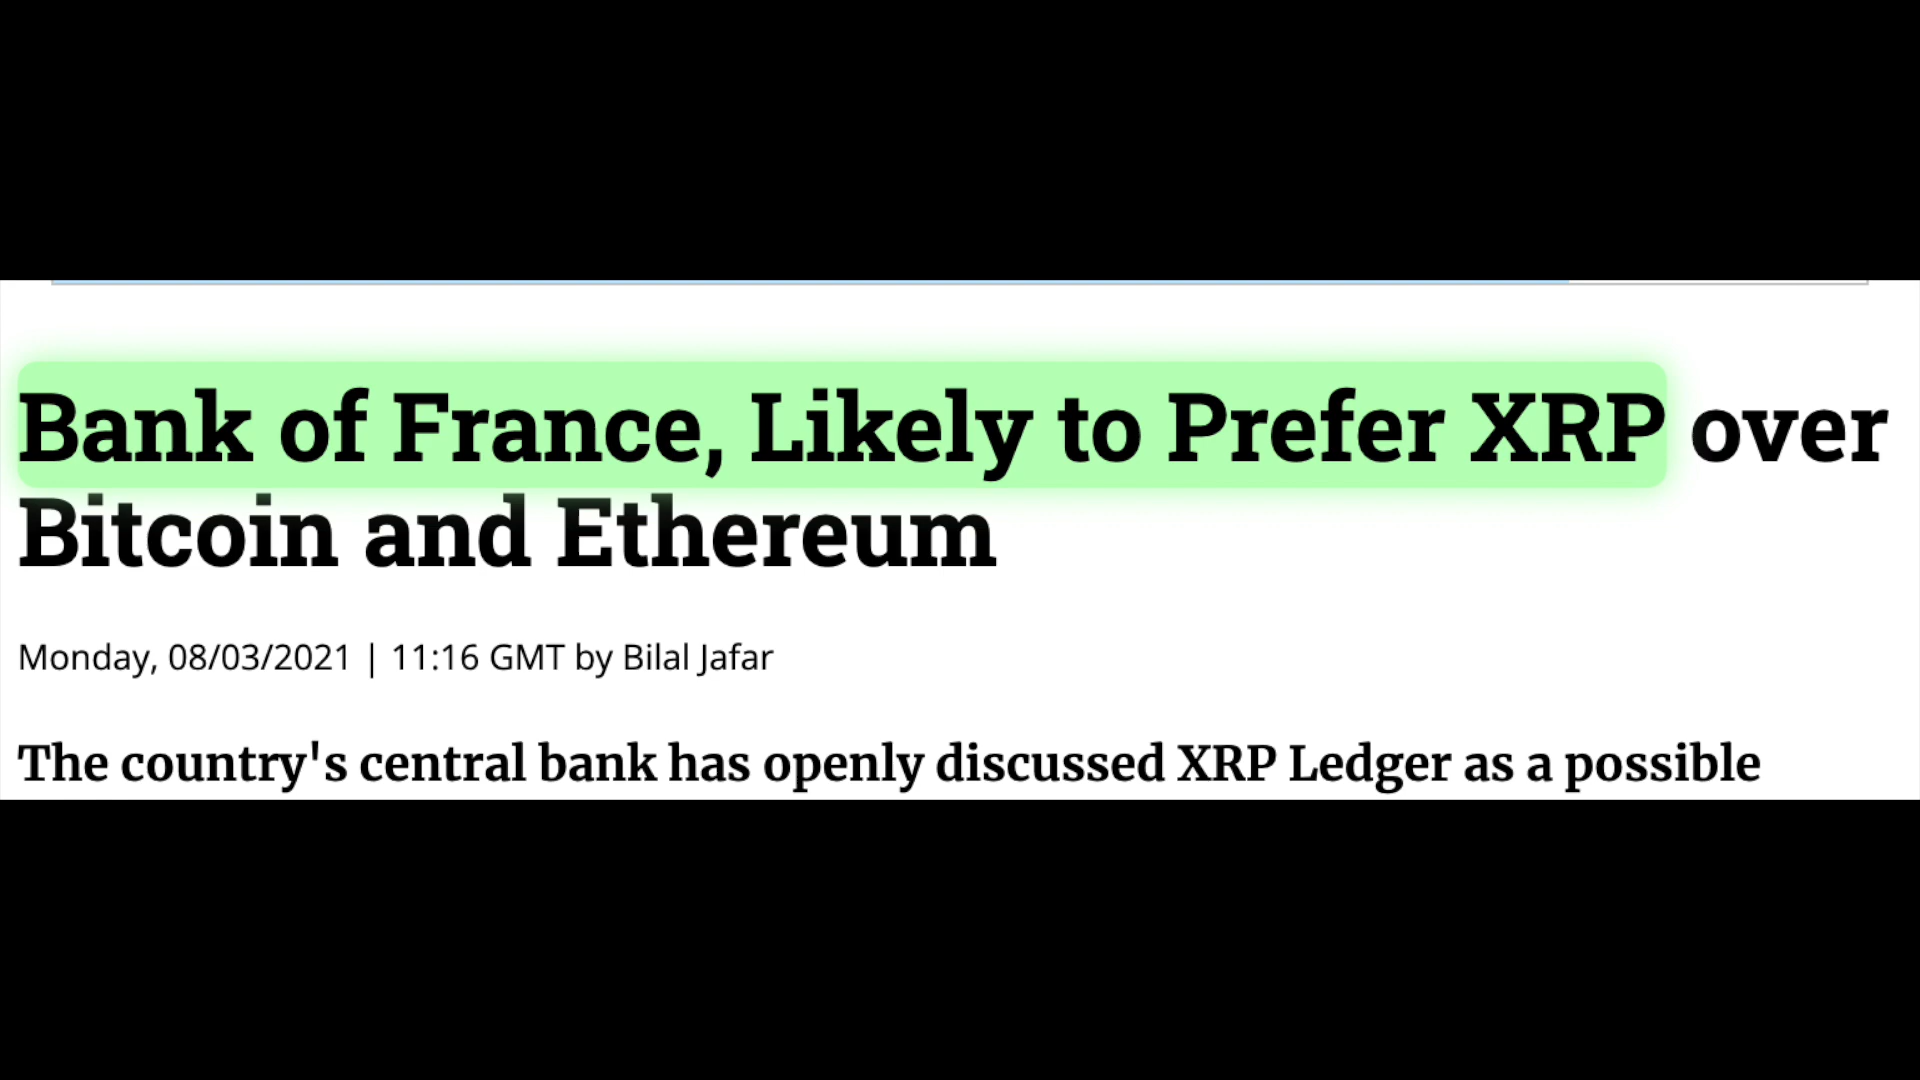 Bank of France, Likely to Prefer XRP over
Bitcoin and Ethereum
Monday, 08/03/2021 | 11:16 GMT by Bilal Jafar
The country's central bank has openly discussed XRP Ledger as a possible